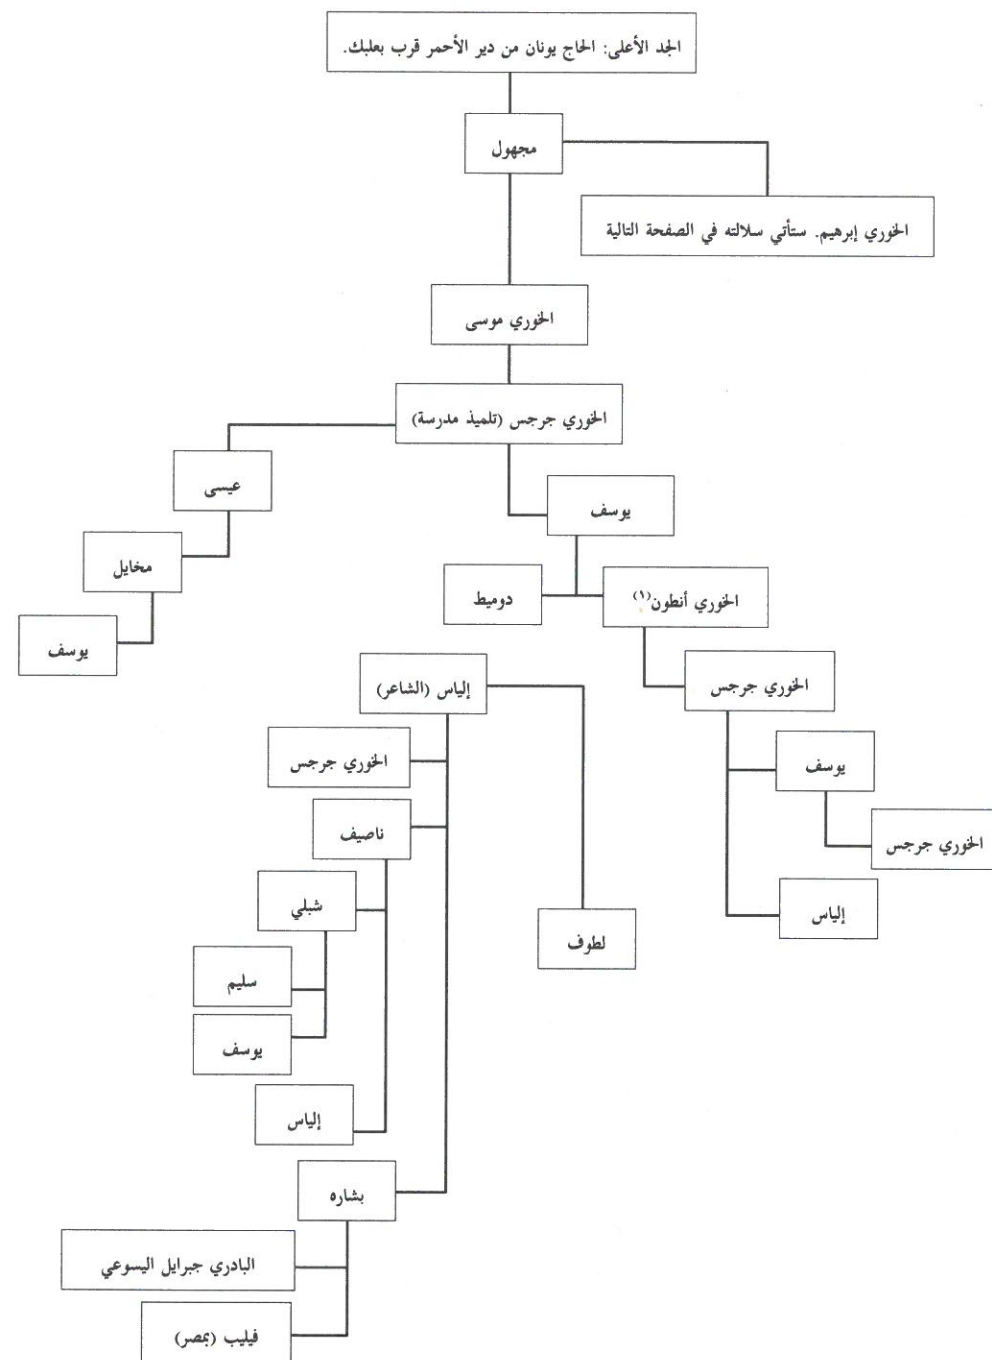 الجد الأعلى: الحاج يونان من دير الأحمر قرب بعلبك.
مجهول
الخوري إبرهيم. ستأتي سلالته في الصفحة التالية
الخوري موسى
الخوري جرجس (تلميذ مدرسة)
عيسى
يوسف
مخايل
الخوري أنطون(١)
دوميط
يوسف
الخوري جرجس
إلياس (الشاعر)
يوسف
الخوري جرجس
الخوري جرجس
ناصيف
إلياس
شبلي
لطوف
سليم
يوسف
إلياس
بشاره
البادري جبرايل اليسوعي
فيليب (بمصر)